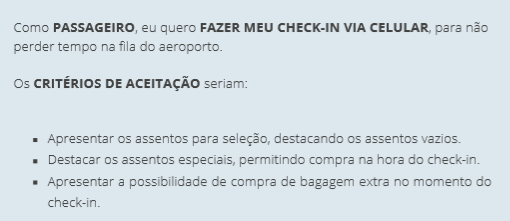 Como PASSAGEIRO, eu quero FAZER MEU CHECK-IN VIA CELULAR, para não
perder tempo na fila do aeroporto.
Os CRITÉRIOS DE ACEITAÇÃO seriam:
▪ Apresentar os assentos para seleção, destacando os assentos vazios.
▪ Destacar os assentos especiais, permitindo compra na hora do check-in.
▪ Apresentar a possibilidade de compra de bagagem extra no momento do
check-in.